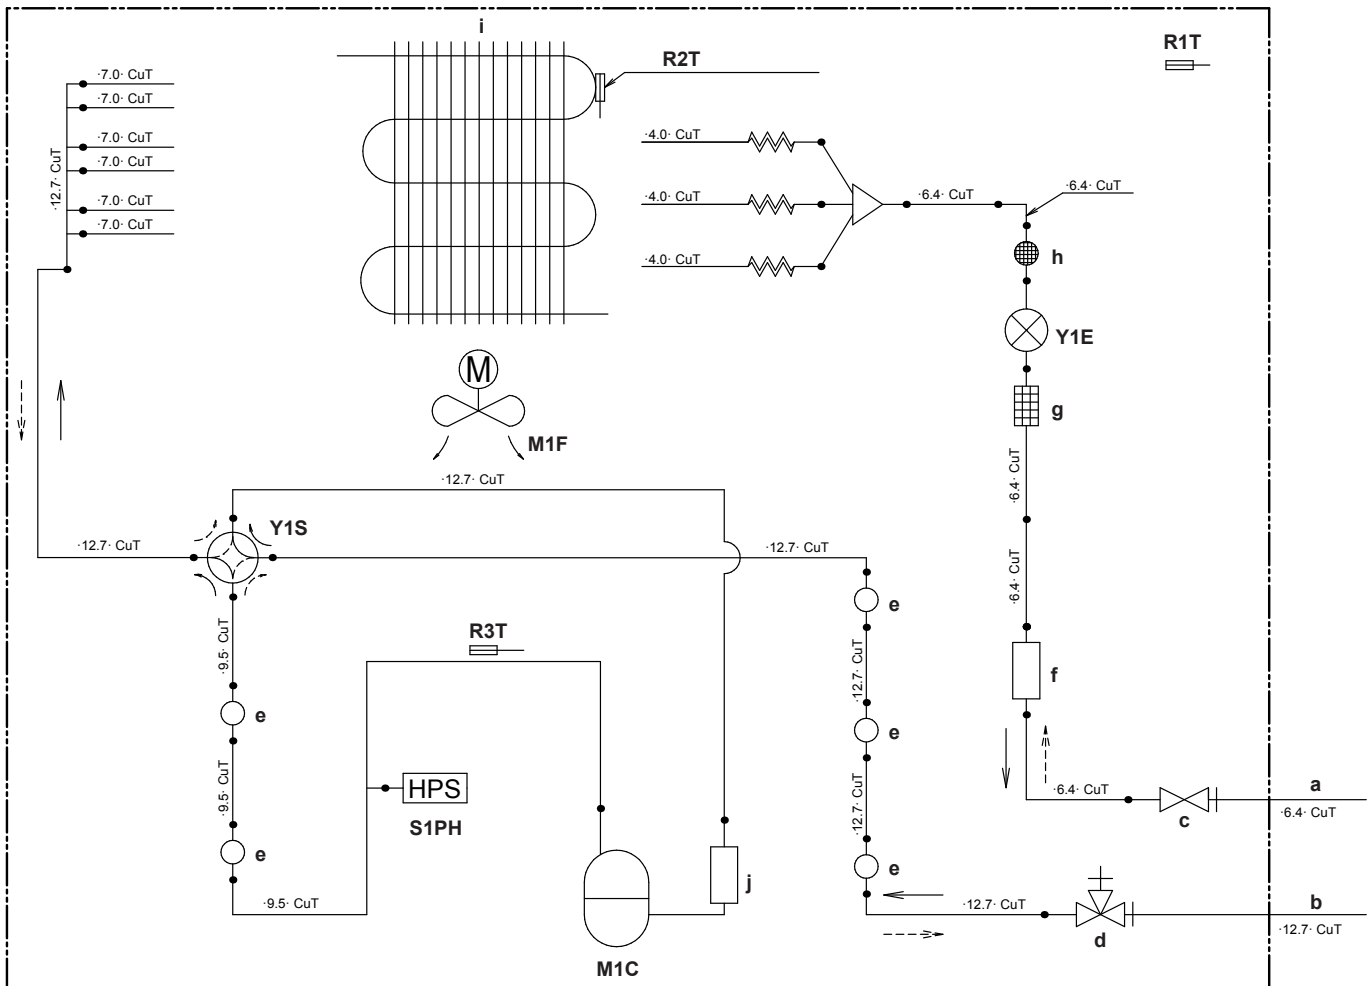 i
R1T
R2T
·7.0· CuT
·7.0· CuT
·7.0· CuT
·7.0· CuT
·7.0· CuT
·7.0· CuT
·12.7· CuT
·4.0· CuT
·4.0· CuT
·4.0· CuT
·6.4· CuT
·6.4· CuT
h
Y1E
g
M
M1F
·6.4· CuT
·12.7· CuT
Y1S
·12.7· CuT
·12.7· CuT
·6.4· CuT
e
R3T
·9.5· CuT
·12.7· CuT
f
e
e
·9.5· CuT
HPS
S1PH
·12.7· CuT
·6.4· CuT
a
·6.4· CuT
c
e
e
j
·9.5· CuT
·12.7· CuT
b
·12.7· CuT
d
M1C